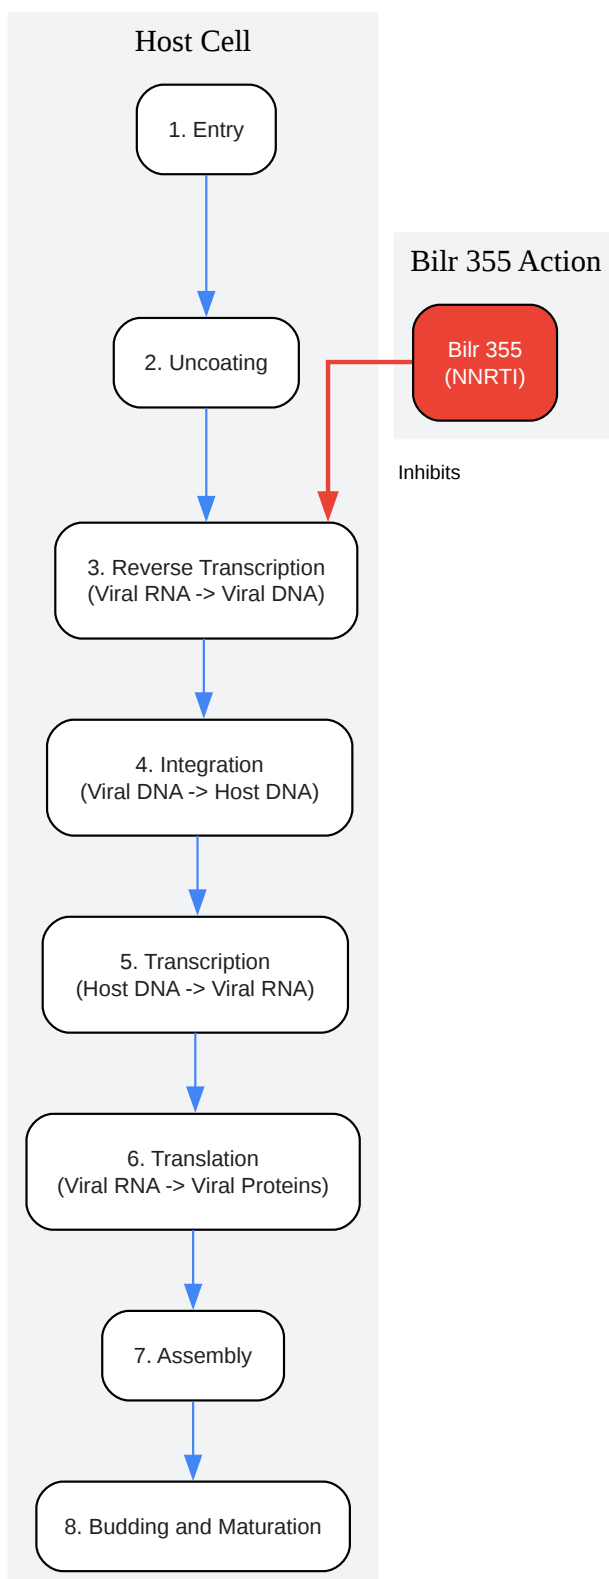 Host Cell
1. Entry
Bilr 355 Action
Bilr 355
(NNRTI)
2. Uncoating
Inhibits
3. Reverse Transcription
(Viral RNA -> Viral DNA)
4. Integration
(Viral DNA -> Host DNA)
5. Transcription
(Host DNA -> Viral RNA)
6. Translation
(Viral RNA -> Viral Proteins)
7. Assembly
8. Budding and Maturation